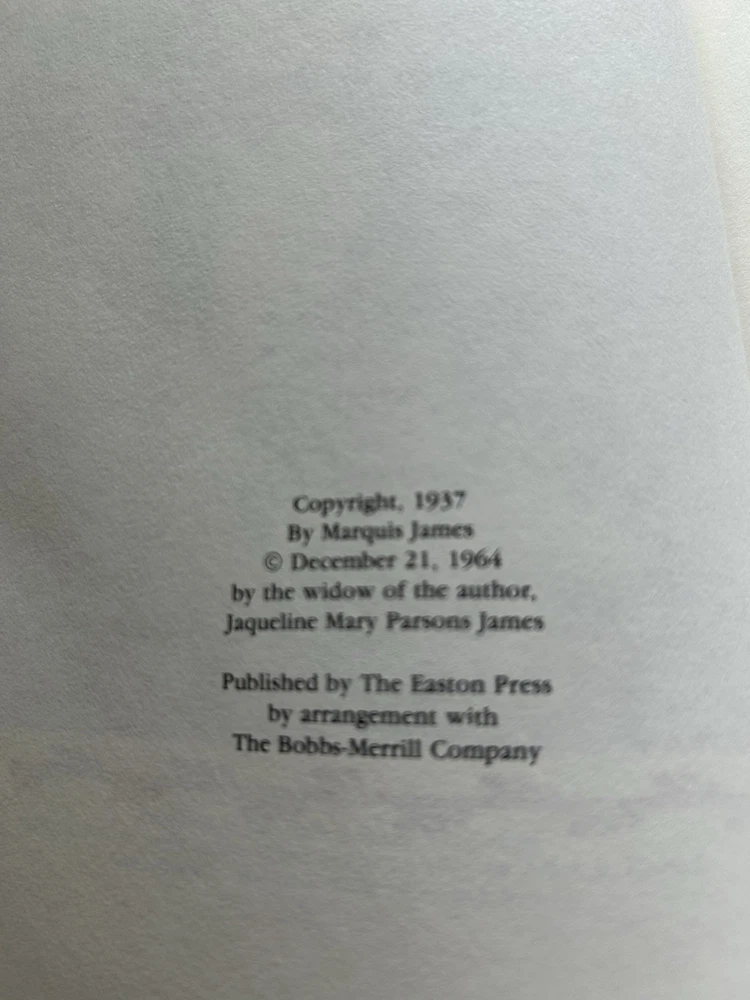 Copyright, 1937
By Marquis James
© December 21, 1964
by the widow of the author,
Jaqueline Mary Parsons James
Published by The Easton Press
by arrangement with
The Bobbs-Merrill Company